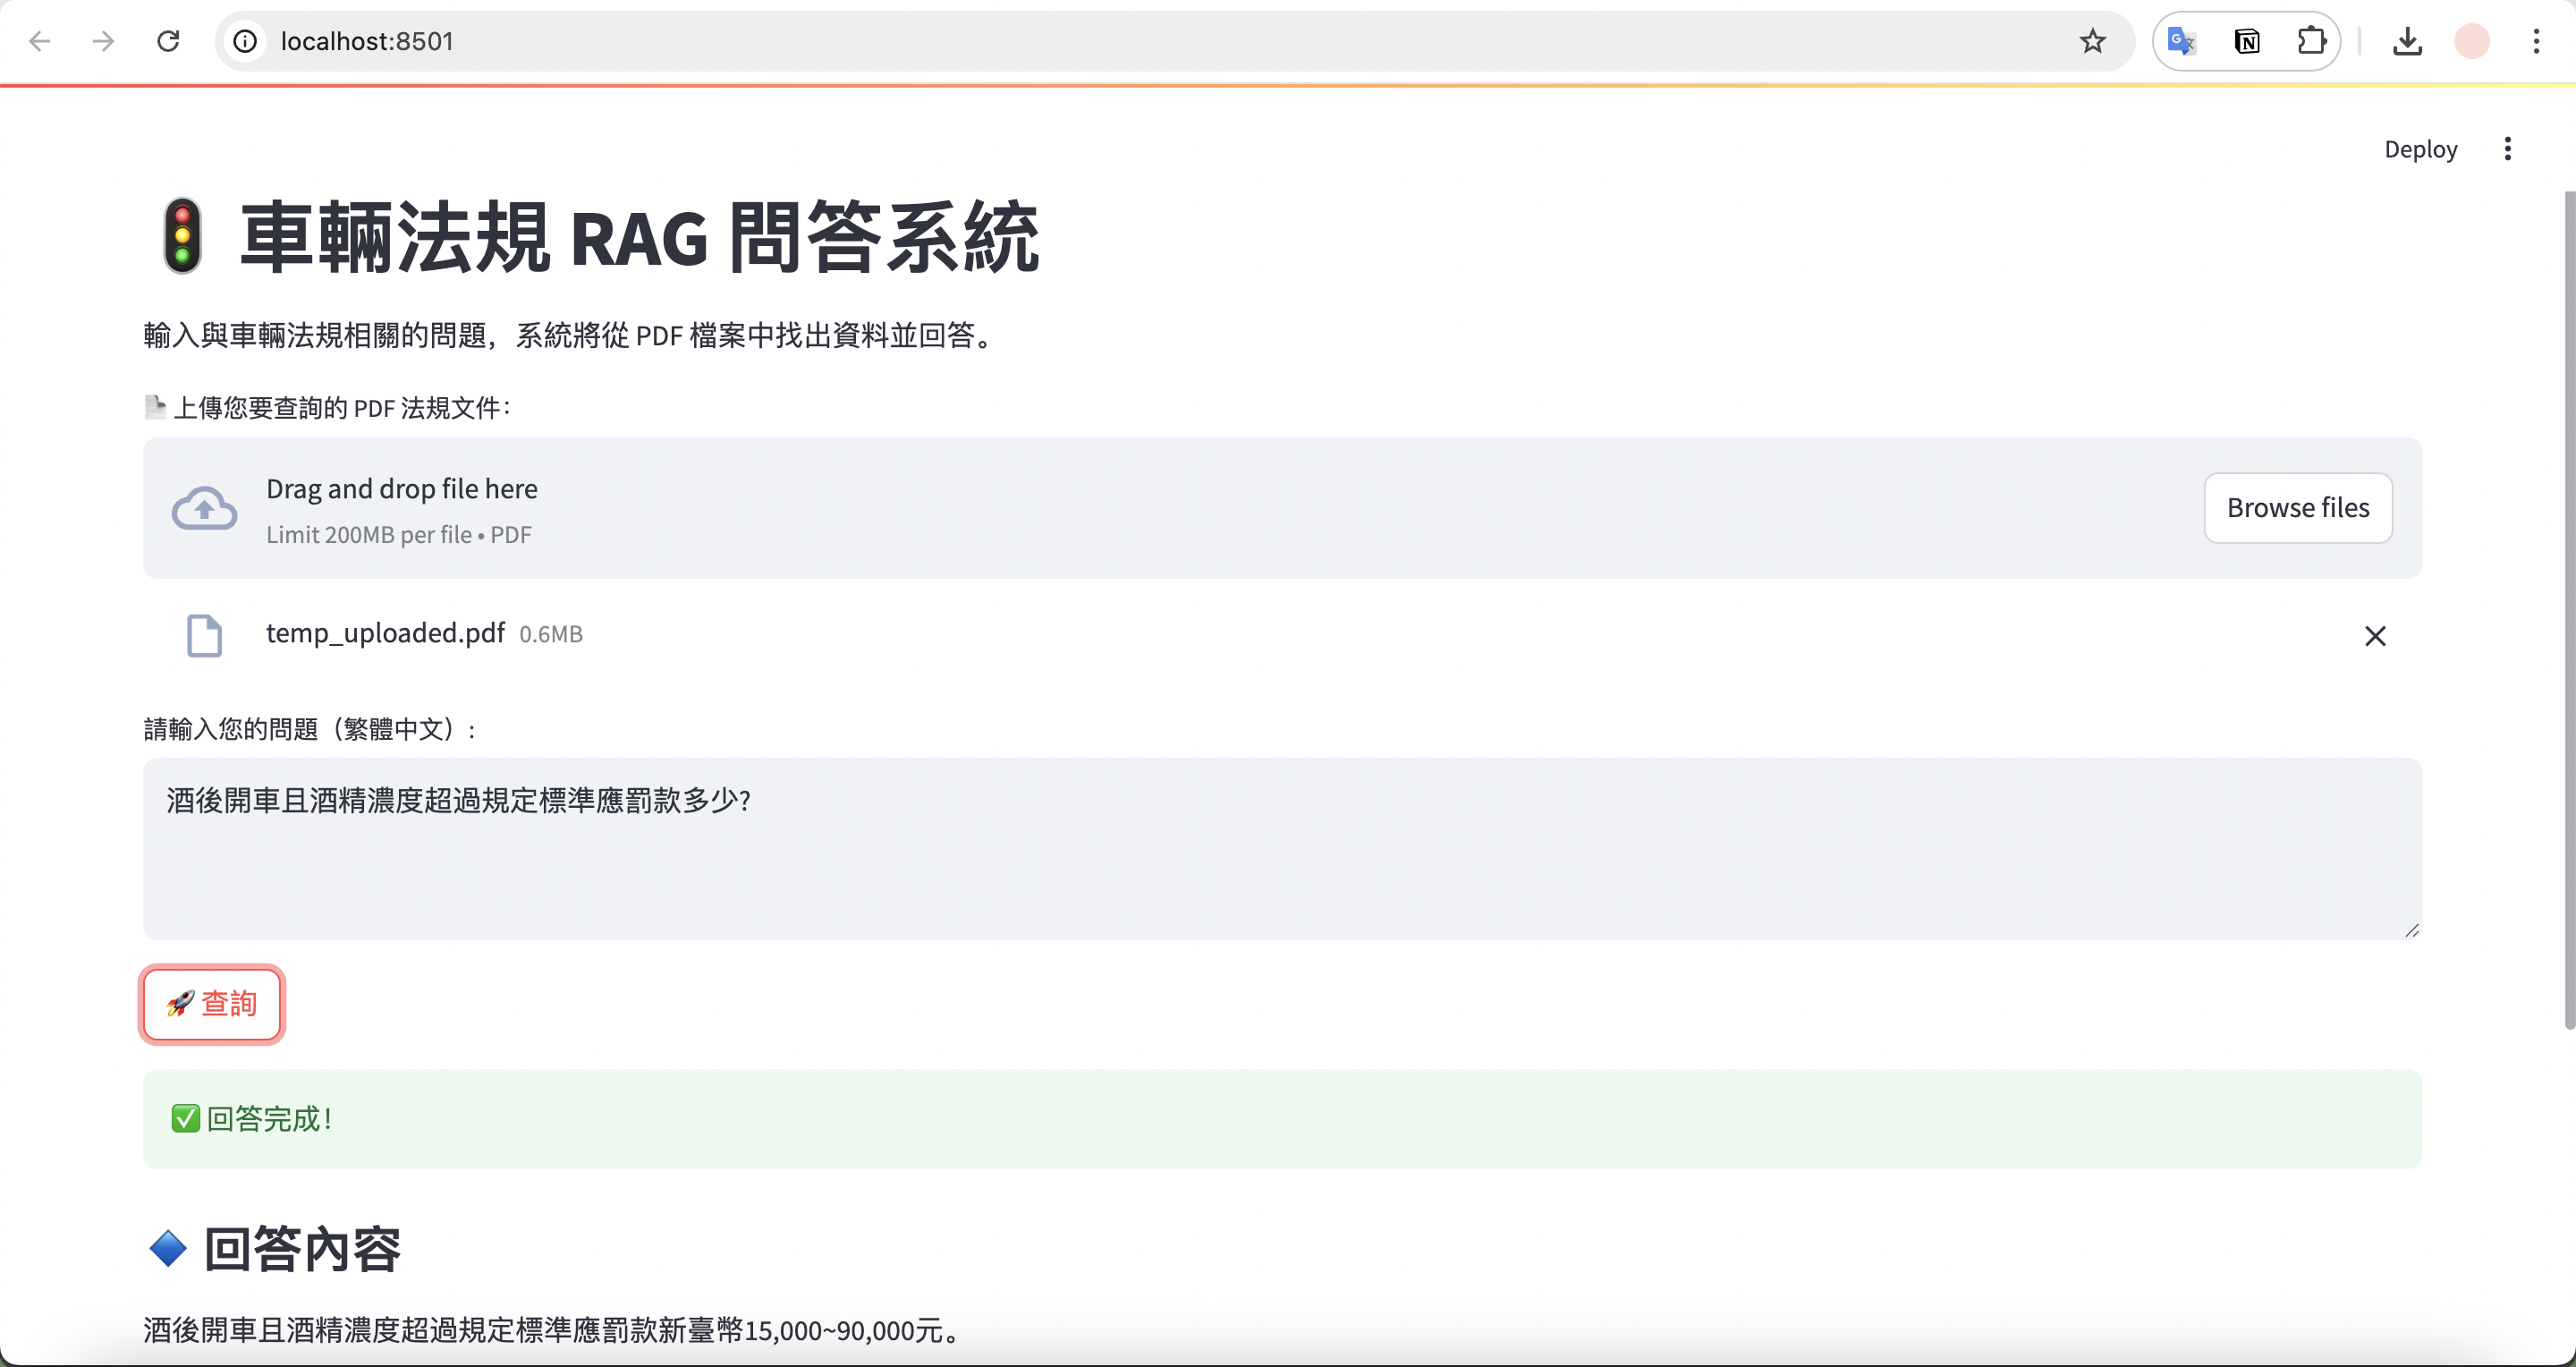 localhost:8501
Deploy
車輛法規 RAG 問答系統
輸入與車輛法規相關的問題，系統將從 PDF 檔案中找出資料並回答。
上傳您要查詢的 PDF 法規文件：
Drag and drop file here
Limit 200MB per file • PDF
Browse files
temp_uploaded.pdf 0.6MB
請輸入您的問題（繁體中文）:
酒後開車且酒精濃度超過規定標準應罰款多少?
🚀 查詢
✅ 回答完成！
🔷 回答內容
酒後開車且酒精濃度超過規定標準應罰款新臺幣15,000~90,000元。